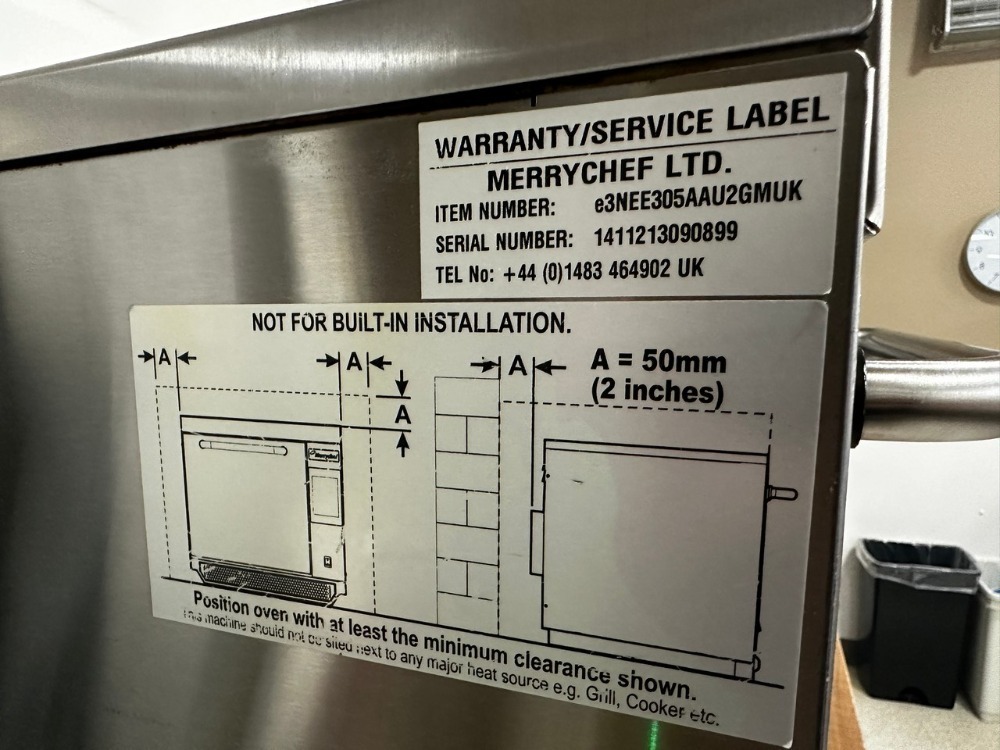 WARRANTY/SERVICE LABEL
MERRYCHEF LTD.
ITEM NUMBER: e3NEE305AAU2GMUK
SERIAL NUMBER: 1411213090899
TEL No: +44 (0)1483 464902 UK
NOT FOR BUILT-IN INSTALLATION.
A A A A = 50mm
(2 inches)
A
Merrychef
Position oven with at least the minimum clearance shown.
This machine should not be sited next to any major heat source e.g. Grill, Cooker etc.